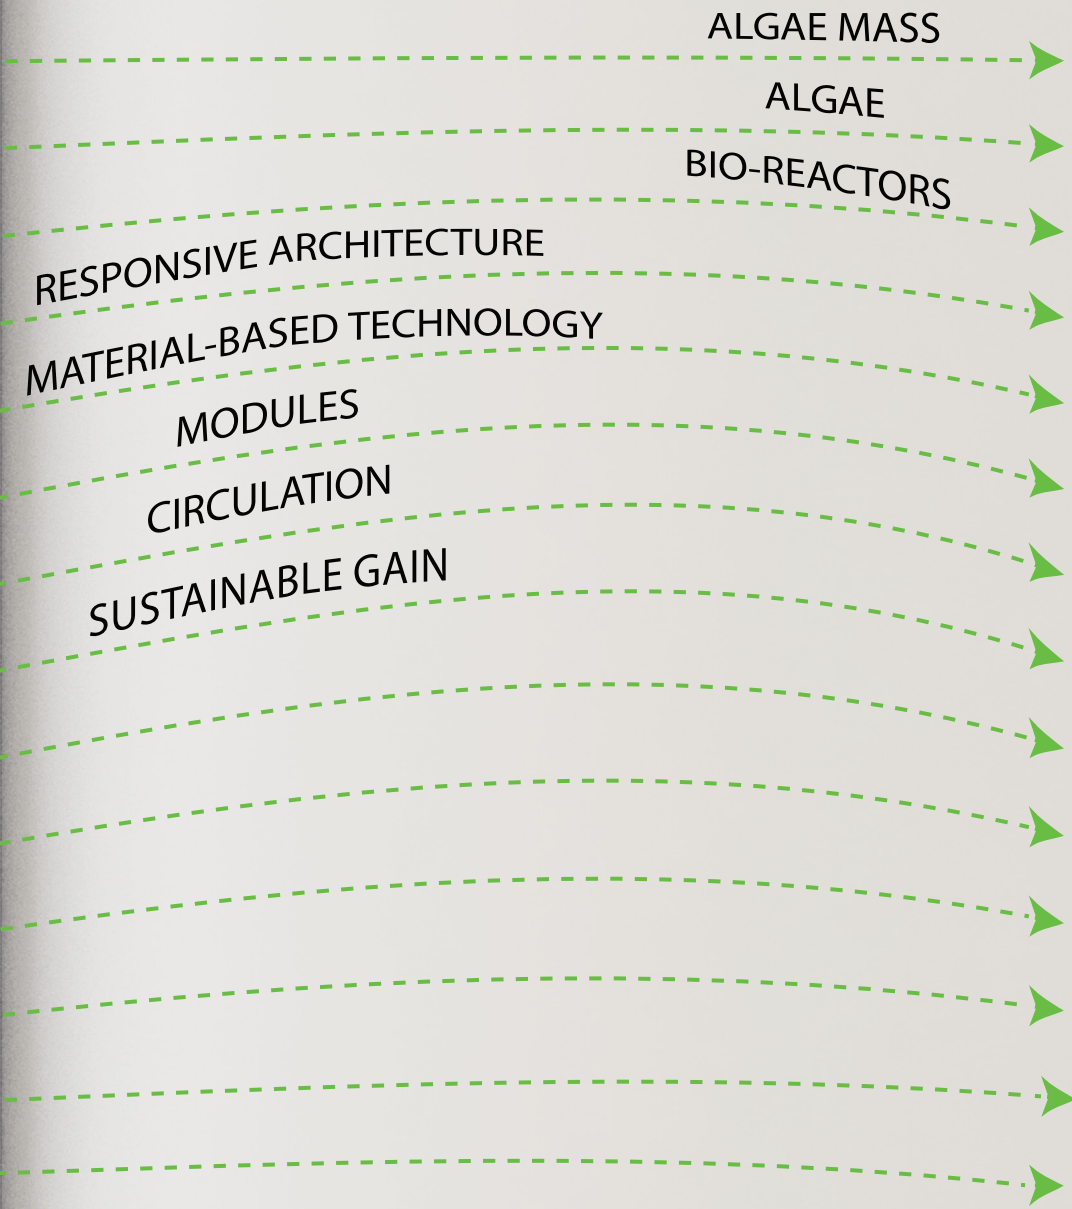 ALGAE MASS
ALGAE
BIO-REACTORS
RESPONSIVE ARCHITECTURE
MATERIAL-BASED TECHNOLOGY
MODULES
CIRCULATION
SUSTAINABLE GAIN